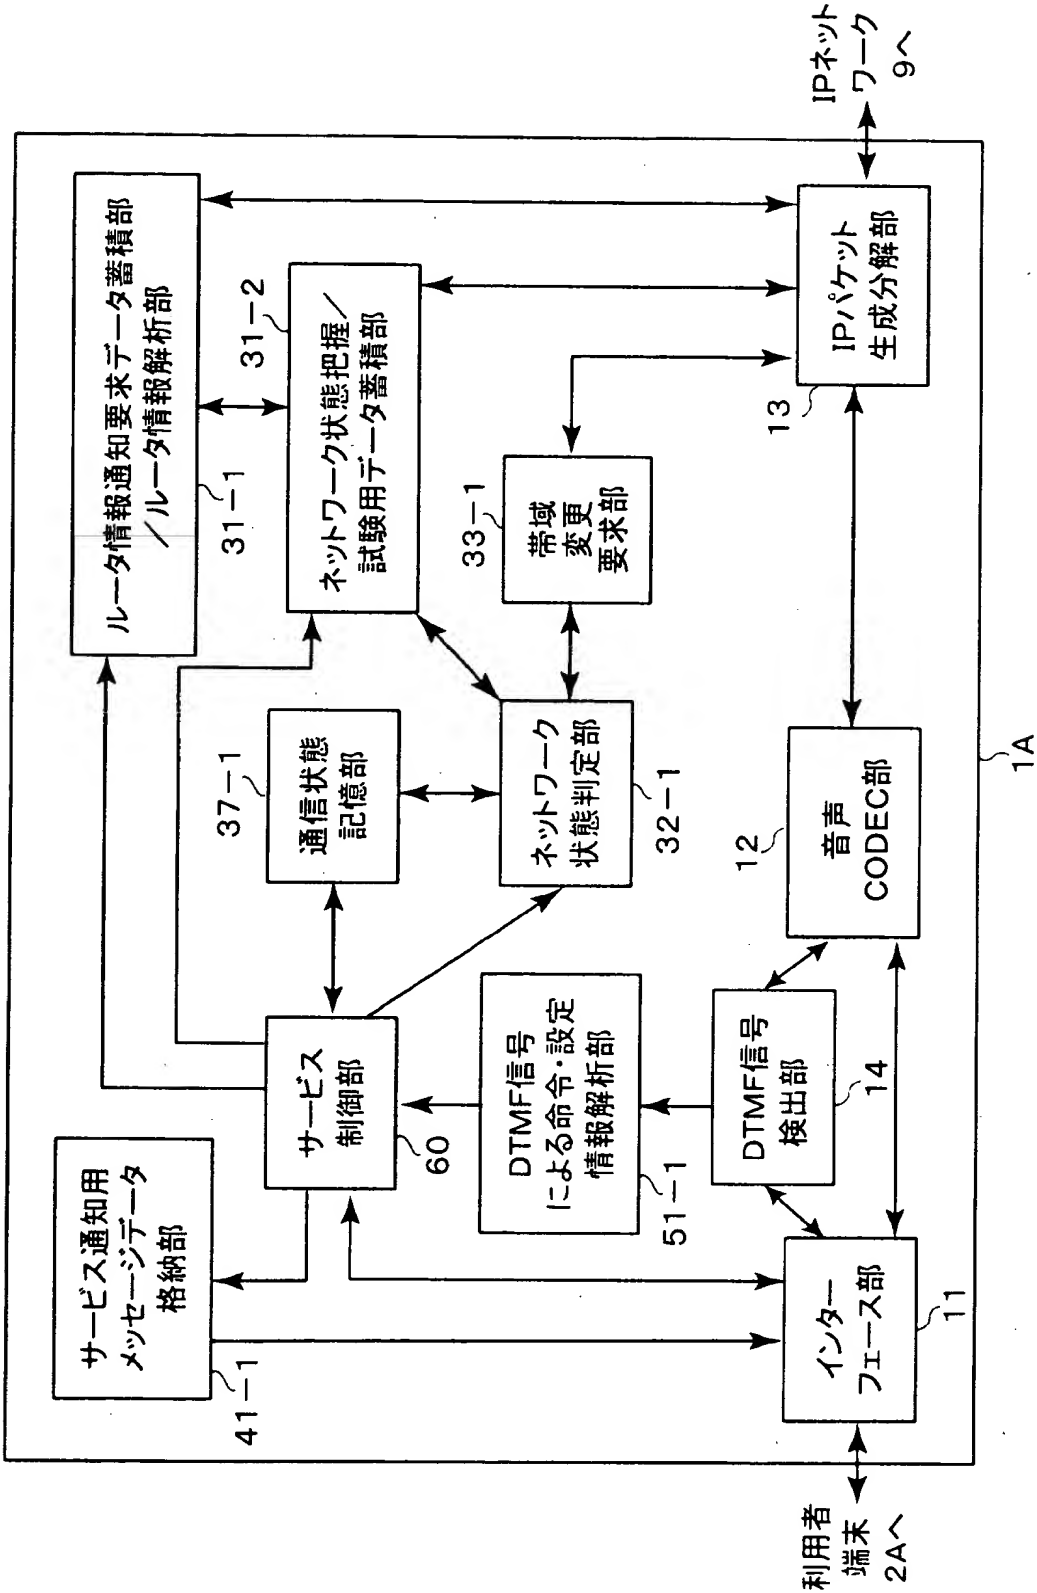 サービス通知用
メッセージデータ
格納部
41−1
ルータ情報通知要求データ蓄積部
／ルータ情報解析部
31−1
サービス
制御部
60
通信状態
記憶部
37−1
ネットワーク状態把握／
試験用データ蓄積部
31−2
DTMF信号
による命令・設定
情報解析部
51−1
ネットワーク
状態判定部
32−1
帯域
変更
要求部
33−1
DTMF信号
検出部
14
利用者
端末
2Aへ
インター
フェース部
11
音声
CODEC部
12
IPパケット
生成分解部
13
IPネット
ワーク
9へ
1A